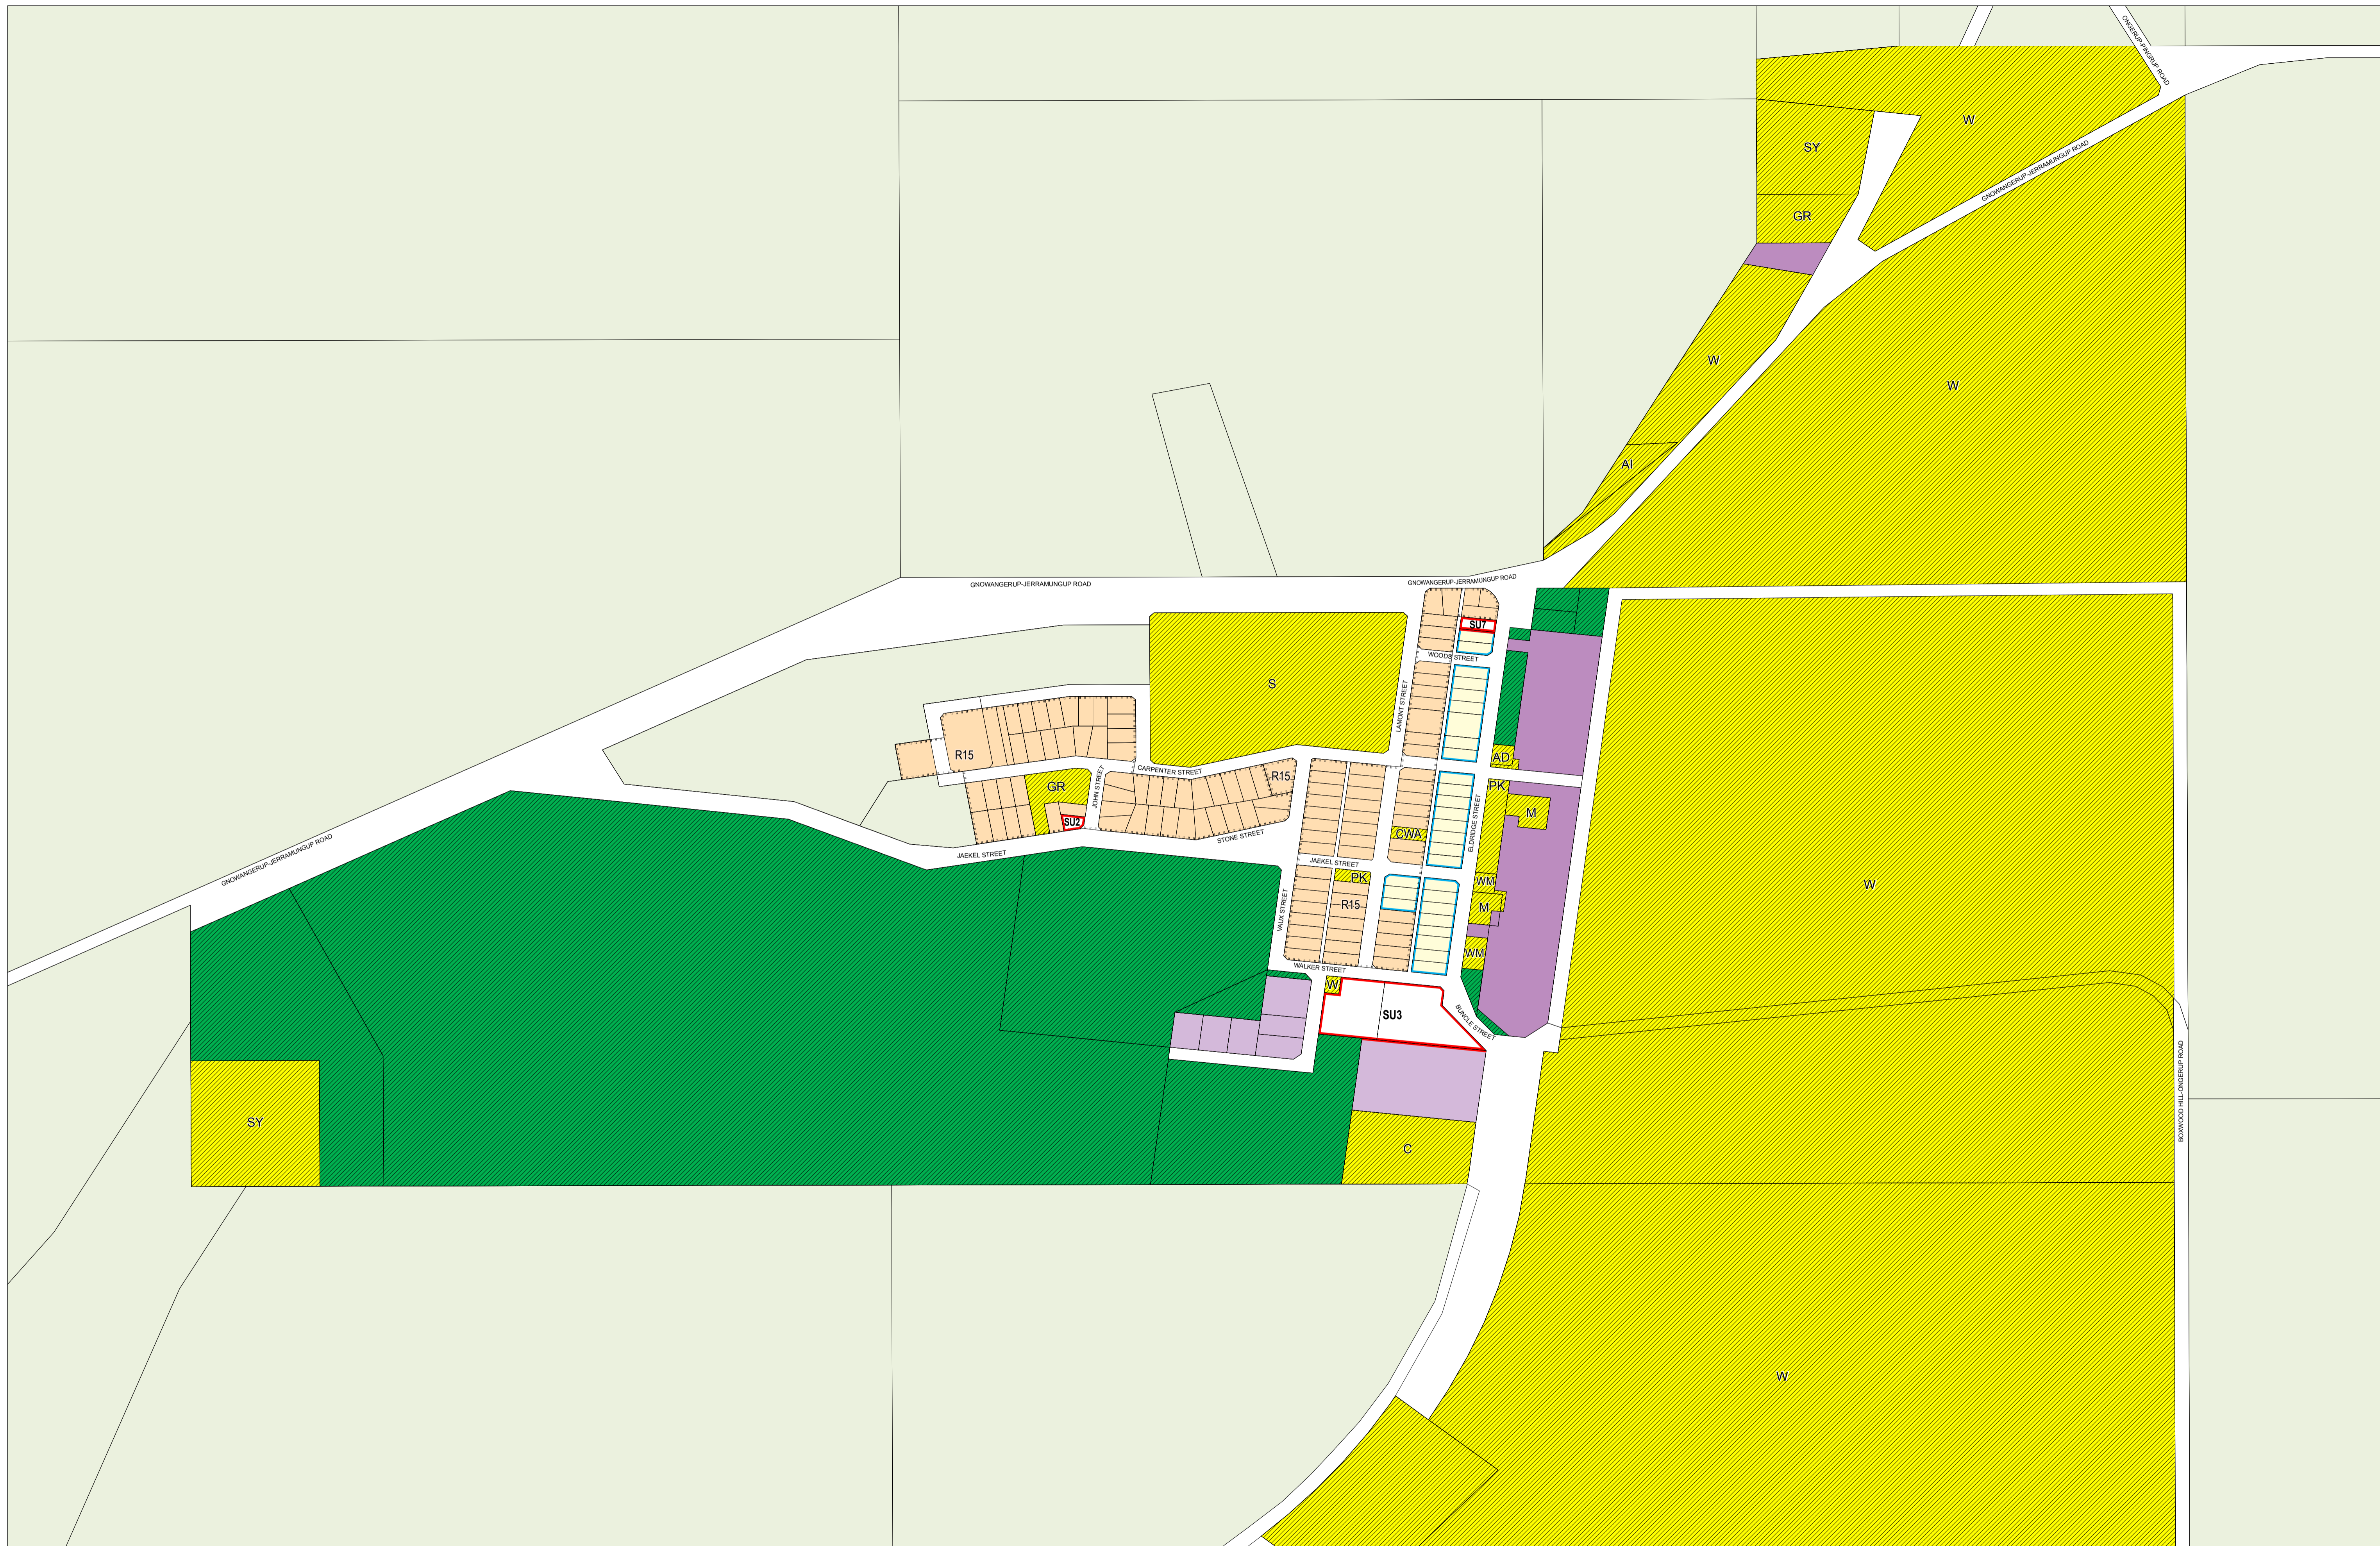 ONGERUP-PINGRUP ROAD
W
SY
GNOWANGERUP-JERRAMUNGUP ROAD
GR
W
W
AI
GNOWANGERUP-JERRAMUNGUP ROAD
GNOWANGERUP-JERRAMUNGUP ROAD
SU7
WOODS STREET
S
LAMONT STREET
R15
AD
CARPENTER STREET
R15
JOHN STREET
GR
PK
M
SU2
ELDRIDGE STREET
CWA
STONE STREET
GNOWANGERUP-JERRAMUNGUP ROAD
JAEKEL STREET
JAEKEL STREET
PK
WM
W
R15
M
VAUX STREET
WM
WALKER STREET
W
SU3
BUNCLE STREET
BOXWOOD HILL-ONGERUP ROAD
SY
C
W